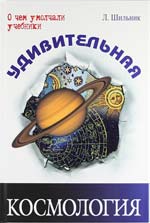 О чем умолчали
учебники
Л. Шильник
УДИВИТЕЛЬНАЯ
КОСМОЛОГИЯ